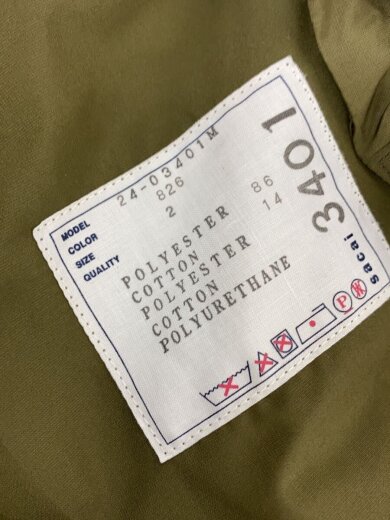 MODEL 24-03401M
COLOR 826
SIZE 2
QUALITY
POLYESTER 86
COTTON 14
POLYESTER
COTTON
POLYURETHANE
3401
sacai
P W